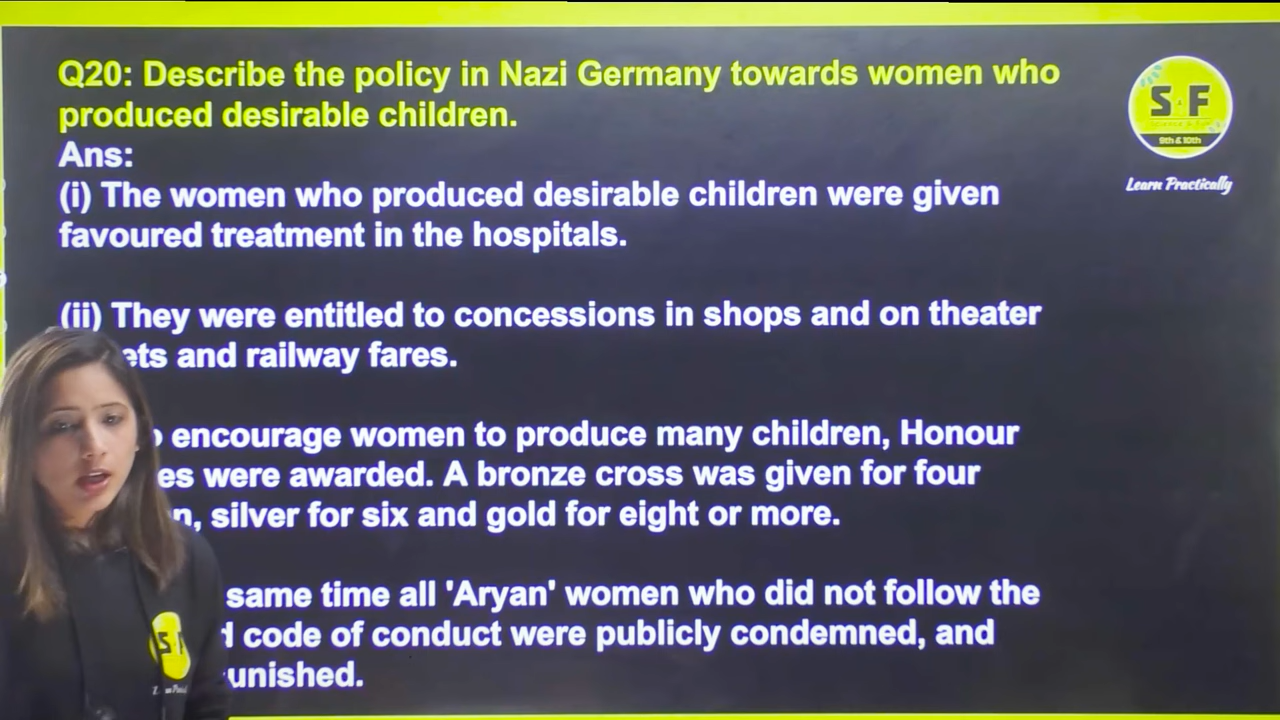 Q20: Describe the policy in Nazi Germany towards women who
produced desirable children.
Ans:
(i) The women who produced desirable children were given
favoured treatment in the hospitals.
(ii) They were entitled to concessions in shops and on theater
ets and railway fares.
encourage women to produce many children, Honour
es were awarded. A bronze cross was given for four
n, silver for six and gold for eight or more.
same time all 'Aryan' women who did not follow the
code of conduct were publicly condemned, and
unished.
S F
9th & 10th
Learn Practically
S F